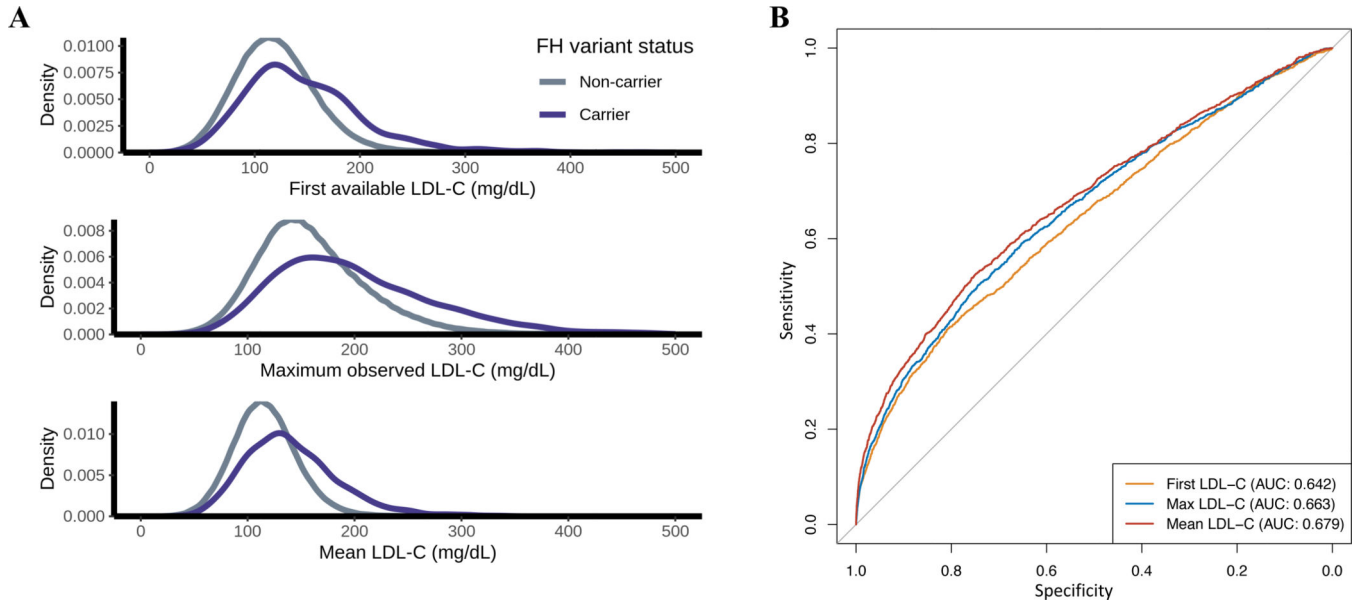 A
FH variant status
Non-carrier
Carrier
Density
0.0100
0.0075
0.0050
0.0025
0.0000
0 100 200 300 400 500
First available LDL-C (mg/dL)
Density
0.008
0.006
0.004
0.002
0.000
0 100 200 300 400 500
Maximum observed LDL-C (mg/dL)
Density
0.010
0.005
0.000
0 100 200 300 400 500
Mean LDL-C (mg/dL)
B
Sensitivity
1.0
0.8
0.6
0.4
0.2
0.0
First LDL−C (AUC: 0.642)
Max LDL−C (AUC: 0.663)
Mean LDL−C (AUC: 0.679)
1.0 0.8 0.6 0.4 0.2 0.0
Specificity